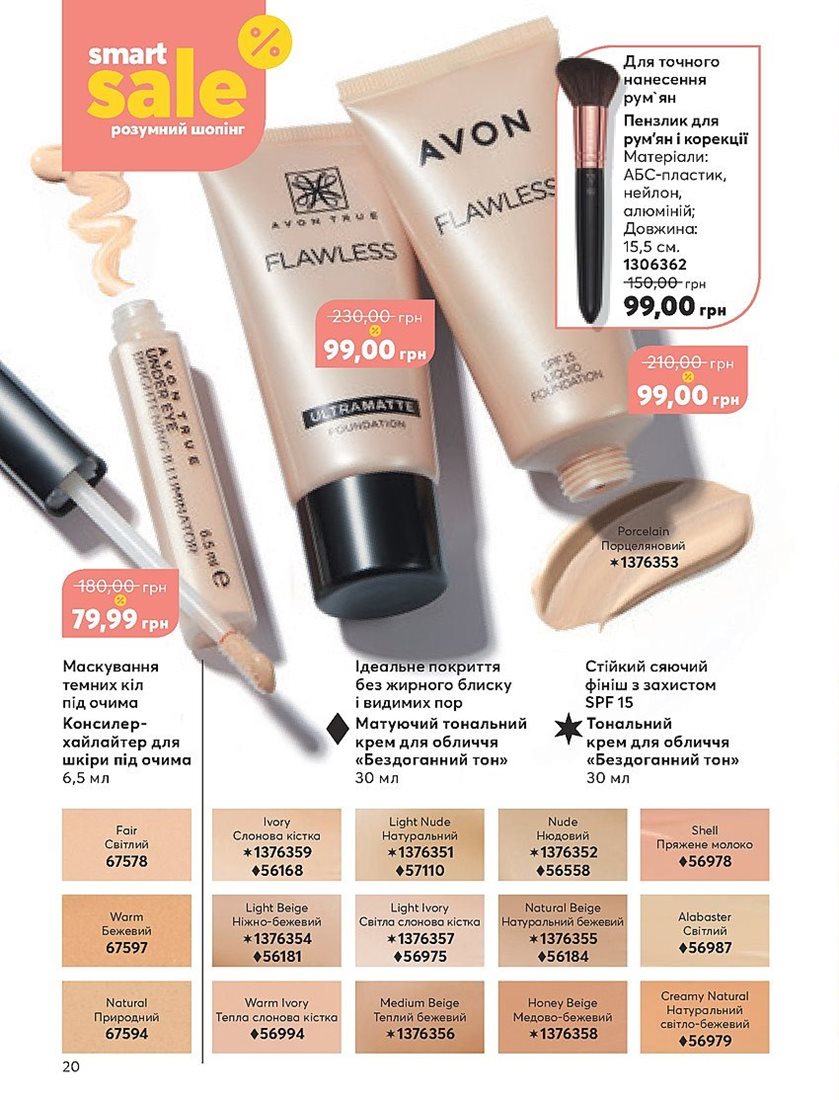 smart
sale
%
розумний шопінг
Для точного
нанесення
рум`ян
Пензлик для
рум'ян і корекції
Матеріали:
АБС-пластик,
нейлон,
алюміній;
Довжина:
15,5 см.
1306362
150,00 грн
99,00 грн
AVON TRUE
FLAWLESS
ULTRAMATTE
FOUNDATION
230,00 грн
%
99,00 грн
AVON
FLAWLESS
SPF 15
LIQUID
FOUNDATION
210,00 грн
%
99,00 грн
Porcelain
Порцеляновий
✶1376353
AVON TRUE
UNDER EYE
BRIGHTENING ILLUMINATOR
6.5 ml e
180,00 грн
%
79,99 грн
Маскування
темних кіл
під очима
Консилер-
хайлайтер для
шкіри під очима
6,5 мл
Ідеальне покриття
без жирного блиску
і видимих пор
♦ Матуючий тональний
крем для обличчя
«Бездоганний тон»
30 мл
Стійкий сяючий
фініш з захистом
SPF 15
✶ Тональний
крем для обличчя
«Бездоганний тон»
30 мл
Fair
Світлий
67578
Ivory
Слонова кістка
✶1376359
♦56168
Light Nude
Натуральний
✶1376351
♦57110
Nude
Нюдовий
✶1376352
♦56558
Shell
Пряжене молоко
♦56978
Warm
Бежевий
67597
Light Beige
Ніжно-бежевий
✶1376354
♦56181
Light Ivory
Світла слонова кістка
✶1376357
♦56975
Natural Beige
Натуральний бежевий
✶1376355
♦56184
Alabaster
Світлий
♦56987
Natural
Природний
67594
Warm Ivory
Тепла слонова кістка
♦56994
Medium Beige
Теплий бежевий
✶1376356
Honey Beige
Медово-бежевий
✶1376358
Creamy Natural
Натуральний
світло-бежевий
♦56979
20